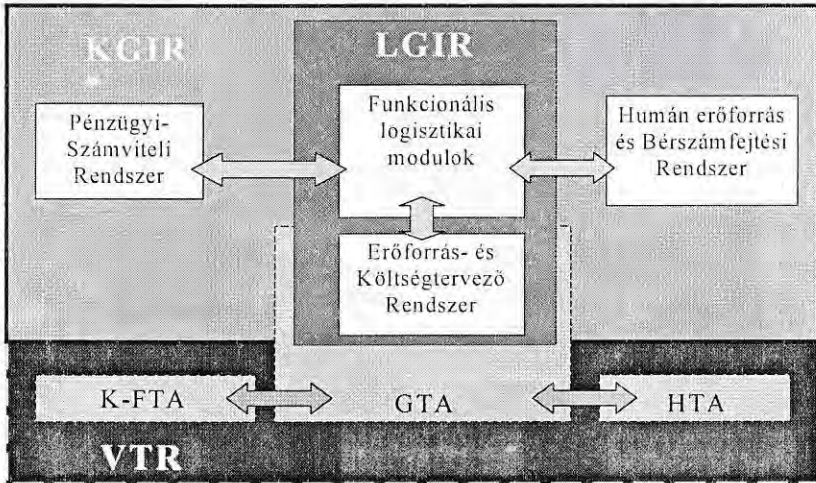 KGIR
LGIR
Pénzügyi-
Számviteli
Rendszer
Funkcionális
logisztikai
modulok
Humán erőforrás
és Bérszámfejtési
Rendszer
Erőforrás- és
Költségtervező
Rendszer
K-FTA
GTA
HTA
VTR